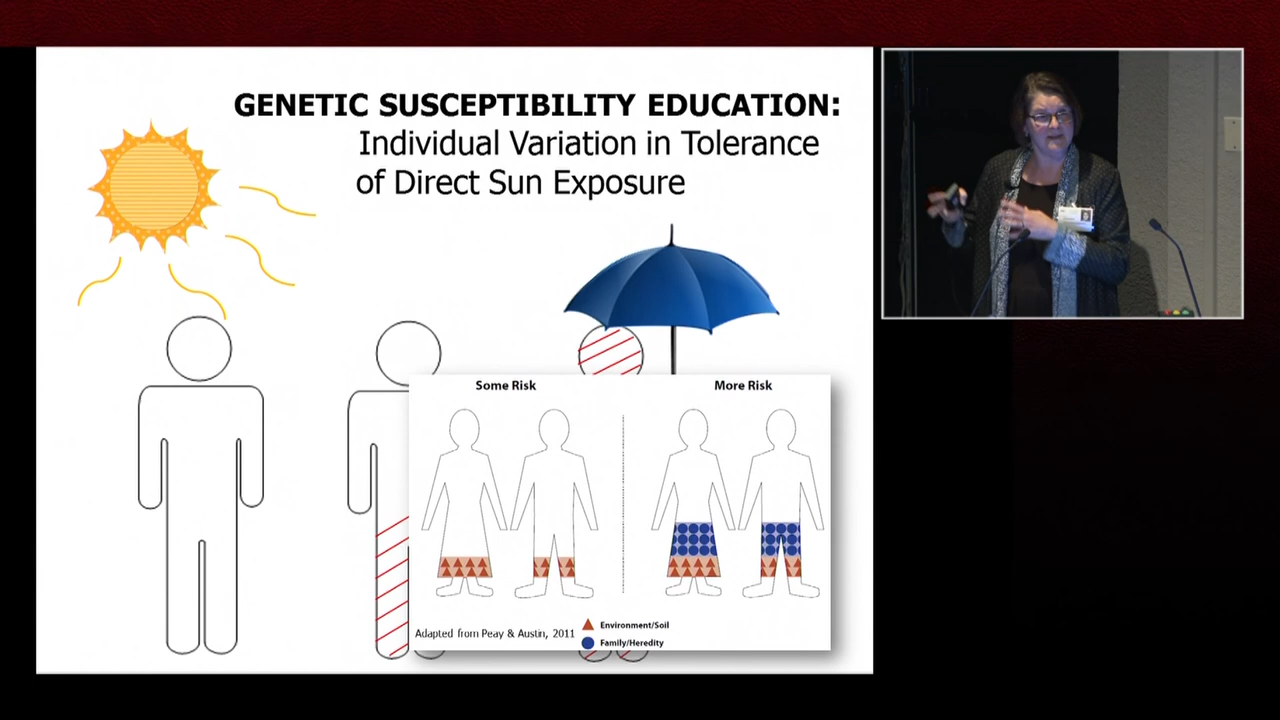 GENETIC SUSCEPTIBILITY EDUCATION:
Individual Variation in Tolerance
of Direct Sun Exposure
Some Risk
More Risk
Adapted from Peay & Austin, 2011
Environment/Soil
Family/Heredity